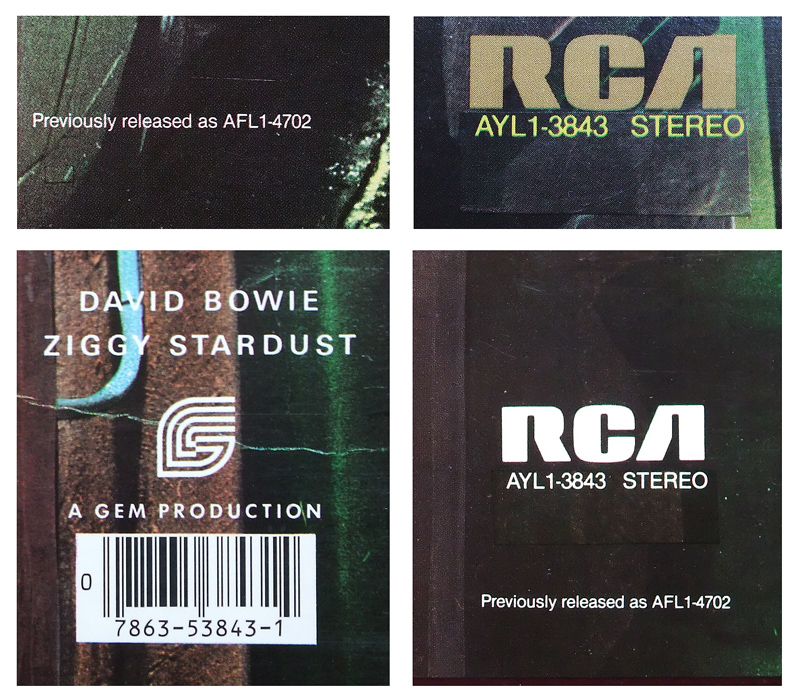 Previously released as AFL1-4702
RCA
AYL1-3843 STEREO
DAVID BOWIE
ZIGGY STARDUST
A GEM PRODUCTION
0
7863-53843-1
RCA
AYL1-3843 STEREO
Previously released as AFL1-4702